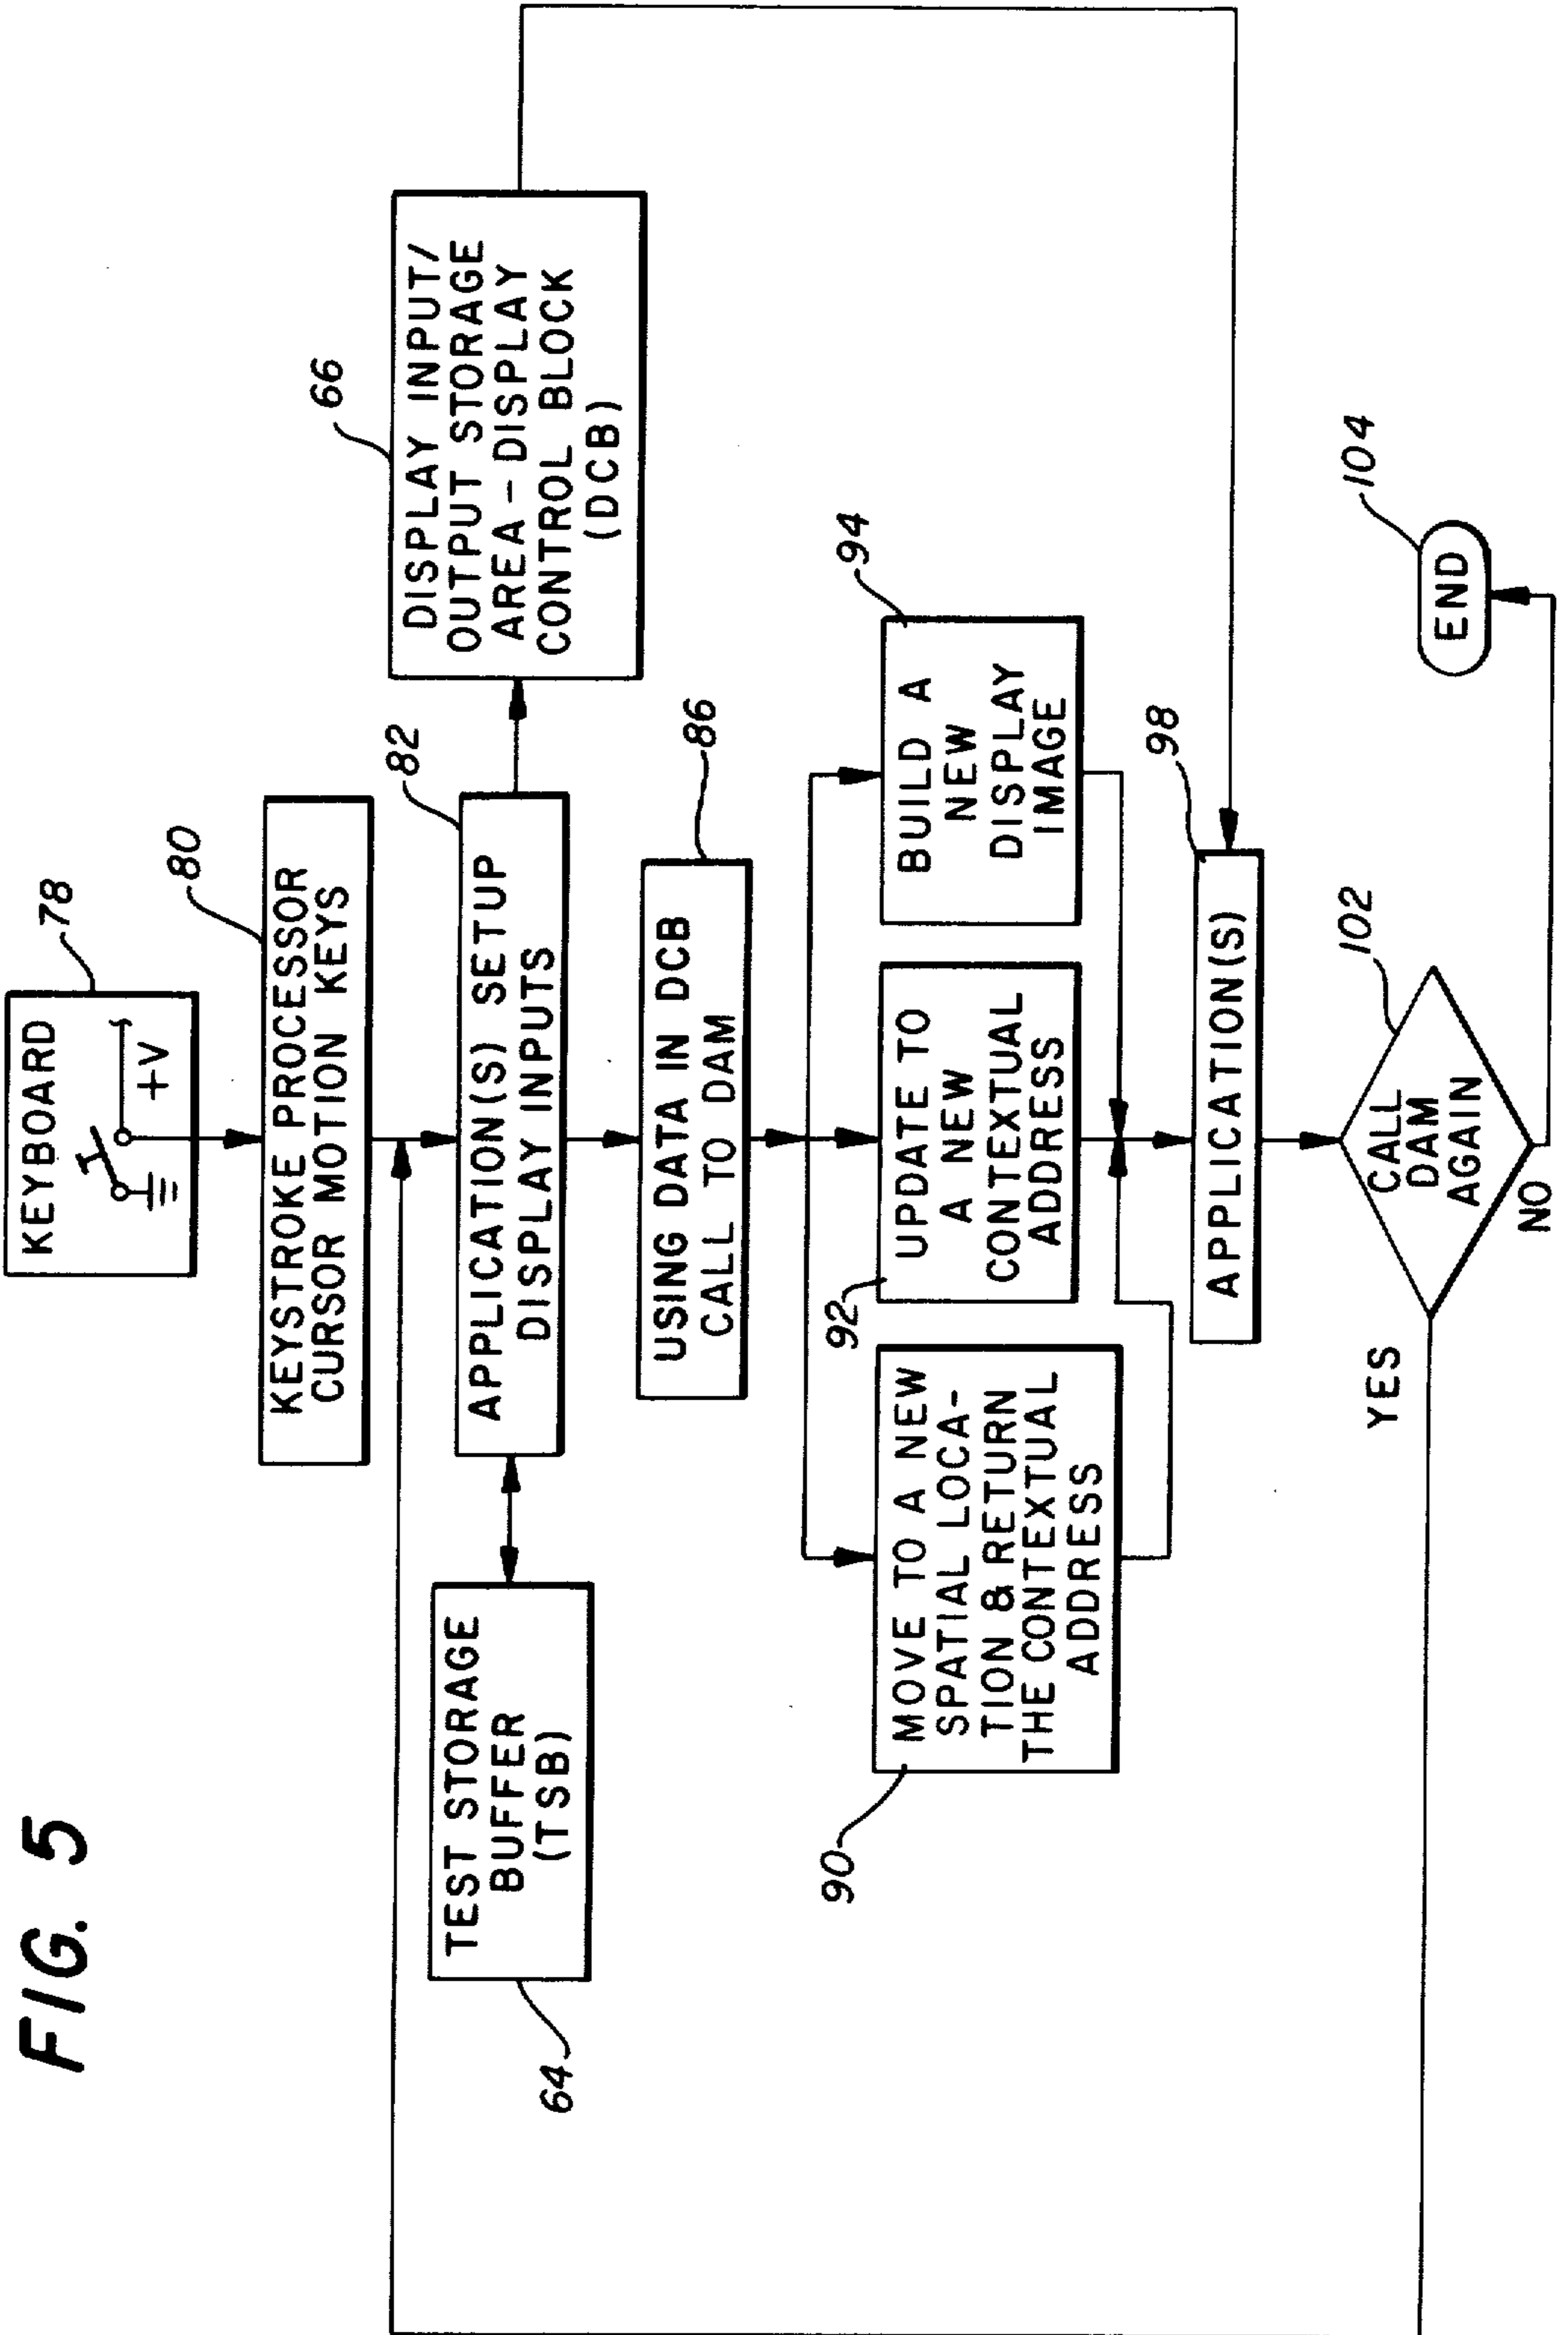 FIG. 5
KEYBOARD
+V
78
KEYSTROKE PROCESSOR
CURSOR MOTION KEYS
80
TEST STORAGE
BUFFER
(TSB)
64
APPLICATION(S) SETUP
DISPLAY INPUTS
82
DISPLAY INPUT/
OUTPUT STORAGE
AREA-DISPLAY
CONTROL BLOCK
(DCB)
66
USING DATA IN DCB
CALL TO DAM
86
MOVE TO A NEW
SPATIAL LOCA-
TION & RETURN
THE CONTEXTUAL
ADDRESS
90
UPDATE TO
A NEW
CONTEXTUAL
ADDRESS
92
BUILD A
NEW
DISPLAY
IMAGE
94
APPLICATION(S)
98
CALL
DAM
AGAIN
102
YES
NO
END
104